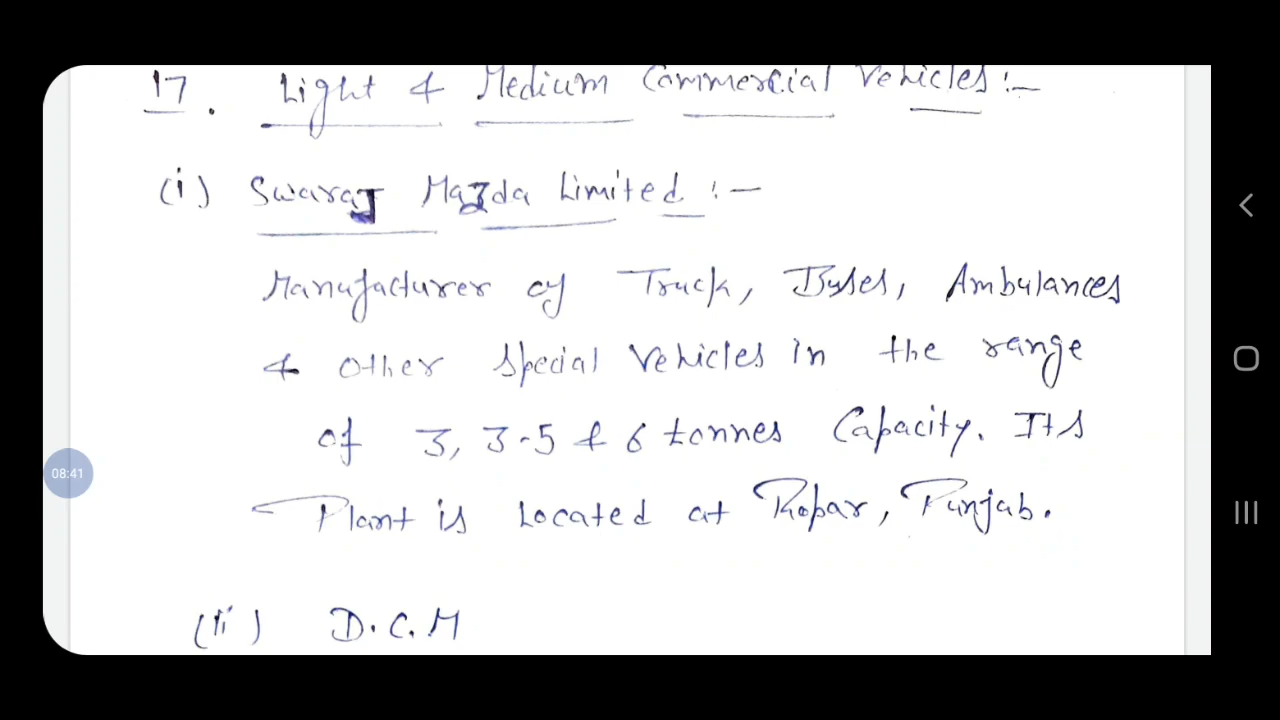 17. Light & Medium Commercial Vehicles :-
(i) Swaraj Mazda Limited :-
Manufacturer of Truck, Buses, Ambulances
& Other Special Vehicles in the range
of 3, 3.5 & 6 tonnes Capacity. Its
Plant is Located at Ropar, Punjab.
08:41
(ii) D.C.M